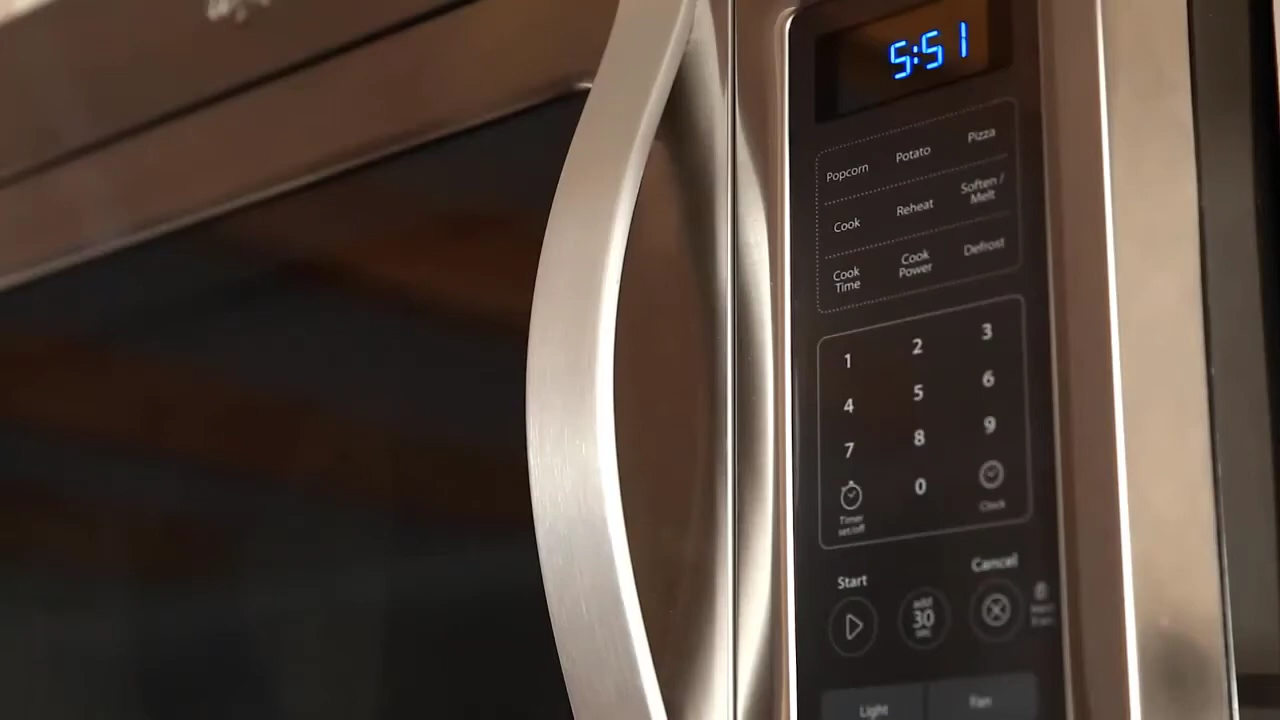 5:51
Popcorn Potato Pizza
Cook Reheat Soften / Melt
Cook Time Cook Power Defrost
1 2 3
4 5 6
7 8 9
0
Timer set/off Clock
Start Cancel
add 30 sec
Light Fan